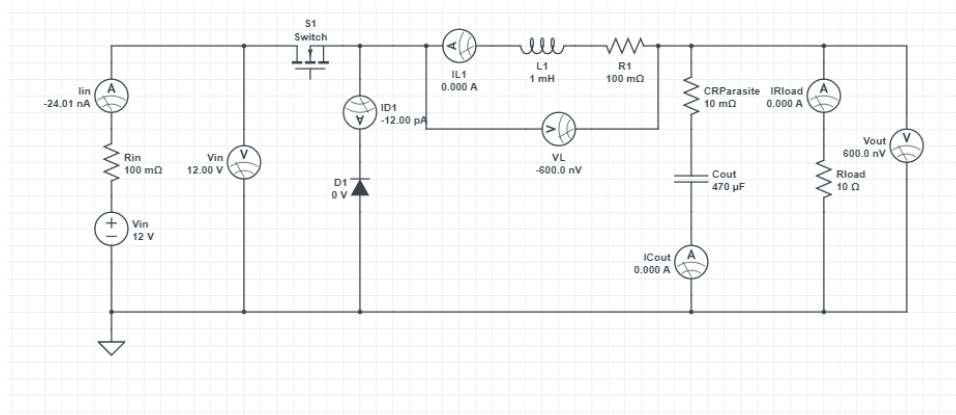 S1
Switch
A
Iin
-24.01 nA
A
IL1
0.000 A
L1
1 mH
R1
100 mΩ
A
ID1
-12.00 pA
CRParasite
10 mΩ
A
IRload
0.000 A
V
Vin
12.00 V
V
VL
-600.0 nV
V
Vout
600.0 nV
Rin
100 mΩ
D1
0 V
Cout
470 µF
Rload
10 Ω
+
−
Vin
12 V
A
ICout
0.000 A